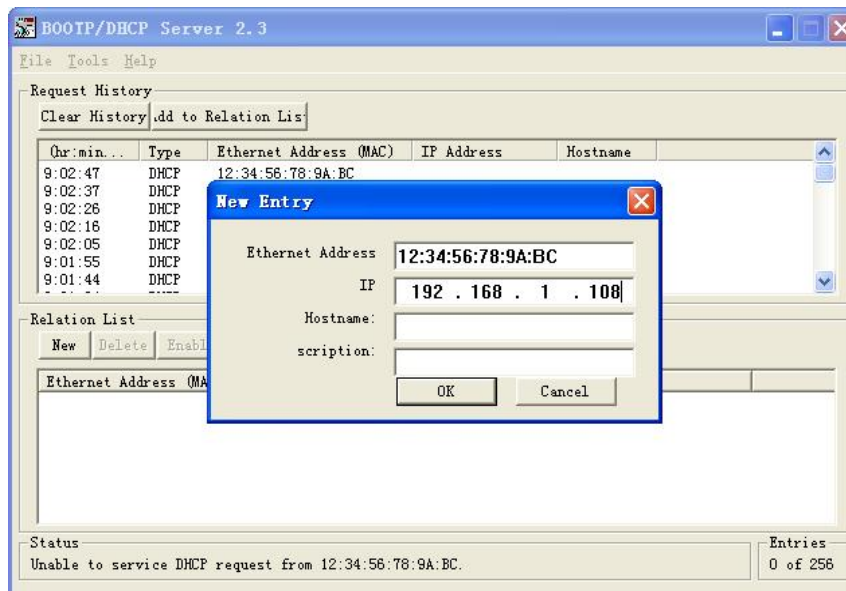 BOOTP/DHCP Server 2.3
File Tools Help
Request History
Clear History dd to Relation Lis
(hr:min... Type Ethernet Address (MAC) IP Address Hostname
9:02:47 DHCP 12:34:56:78:9A:BC
9:02:37 DHCP
9:02:26 DHCP
9:02:16 DHCP
9:02:05 DHCP
9:01:55 DHCP
9:01:44 DHCP
New Entry
Ethernet Address 12:34:56:78:9A:BC
IP 192 . 168 . 1 . 108
Hostname:
scription:
OK Cancel
Relation List
New Delete Enabl
Ethernet Address (MA
Status
Unable to service DHCP request from 12:34:56:78:9A:BC.
Entries
0 of 256